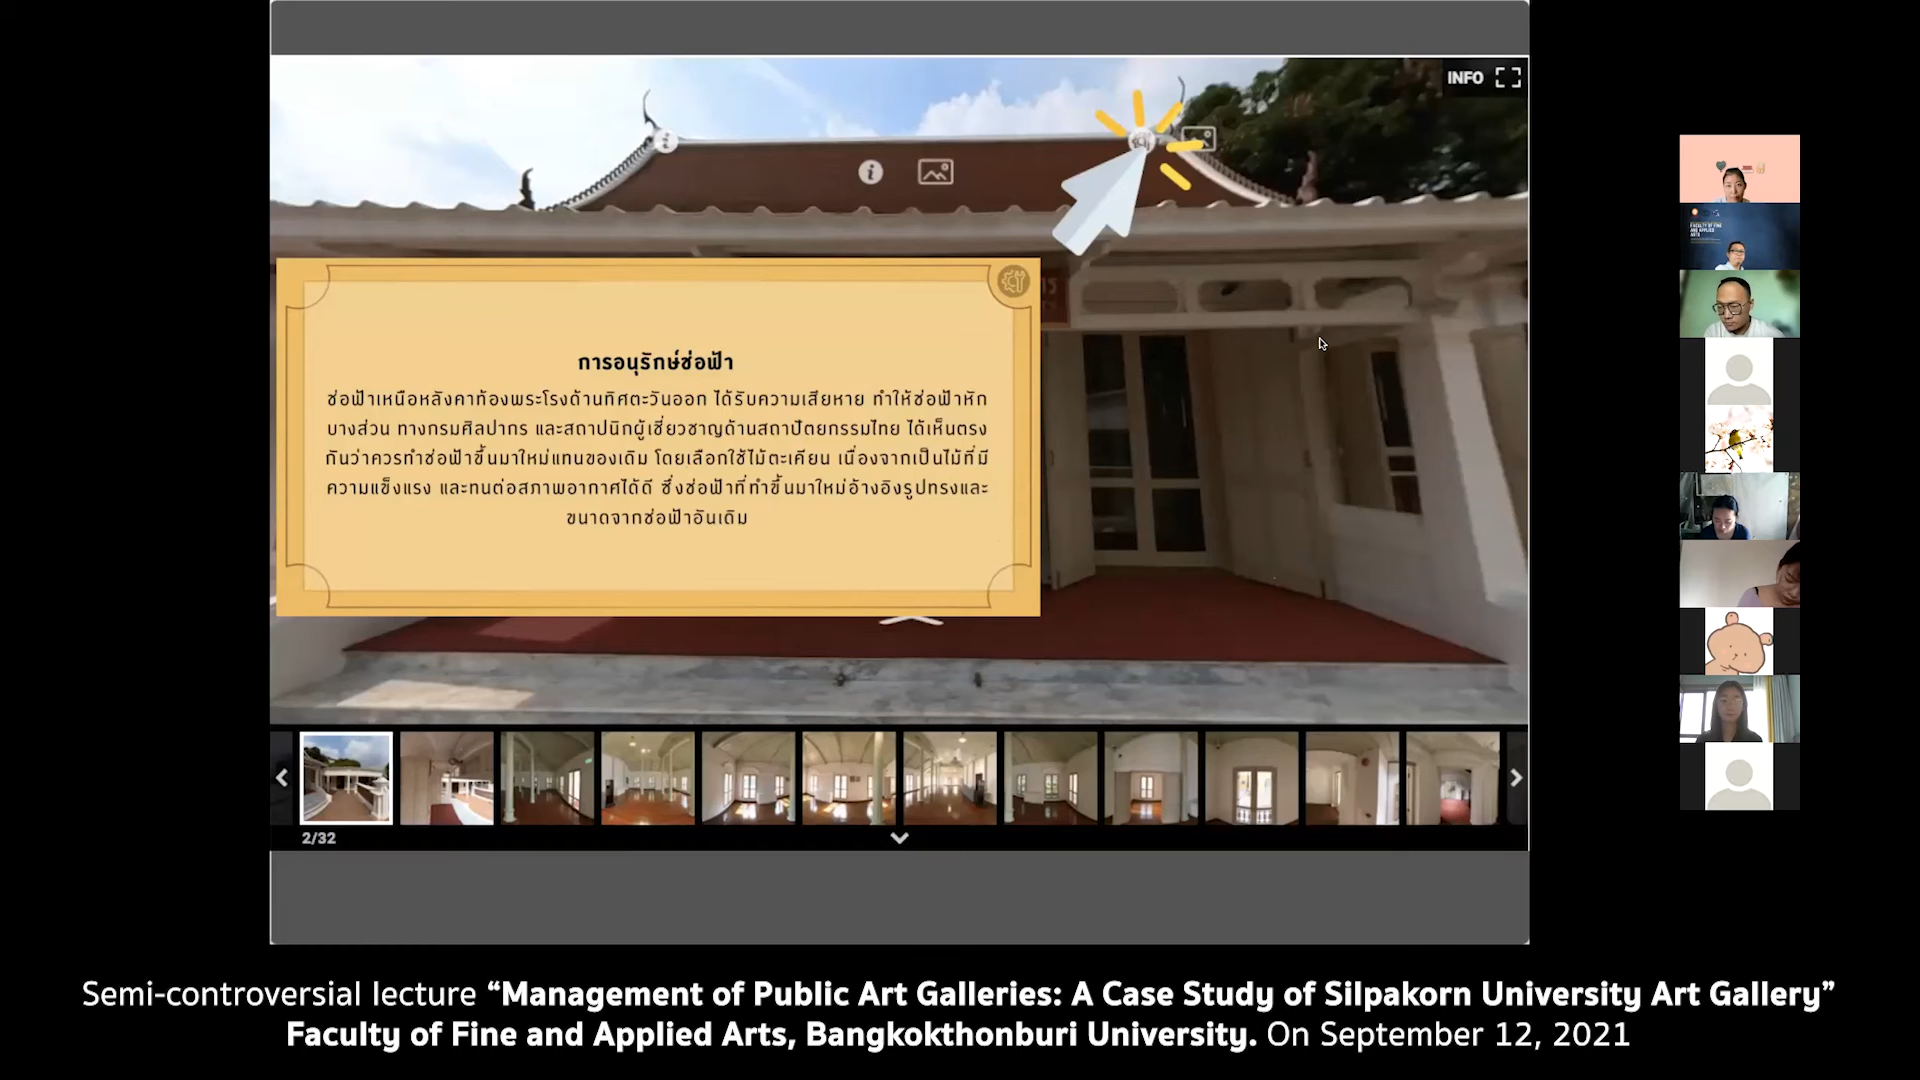 INFO
การอนุรักษ์ช่อฟ้า
ช่อฟ้าเหนือหลังคาท้องพระโรงด้านทิศตะวันออก ได้รับความเสียหาย ทำให้ช่อฟ้าหัก
บางส่วน ทางกรมศิลปากร และสถาปนิกผู้เชี่ยวชาญด้านสถาปัตยกรรมไทย ได้เห็นตรง
กันว่าควรทำช่อฟ้าขึ้นมาใหม่แทนของเดิม โดยเลือกใช้ไม้ตะเคียน เนื่องจากเป็นไม้ที่มี
ความแข็งแรง และทนต่อสภาพอากาศได้ดี ซึ่งช่อฟ้าที่ทำขึ้นมาใหม่อ้างอิงรูปทรงและ
ขนาดจากช่อฟ้าอันเดิม
2/32
FACULTY OF FINE
AND APPLIED
ARTS
Semi-controversial lecture “Management of Public Art Galleries: A Case Study of Silpakorn University Art Gallery”
Faculty of Fine and Applied Arts, Bangkokthonburi University. On September 12, 2021